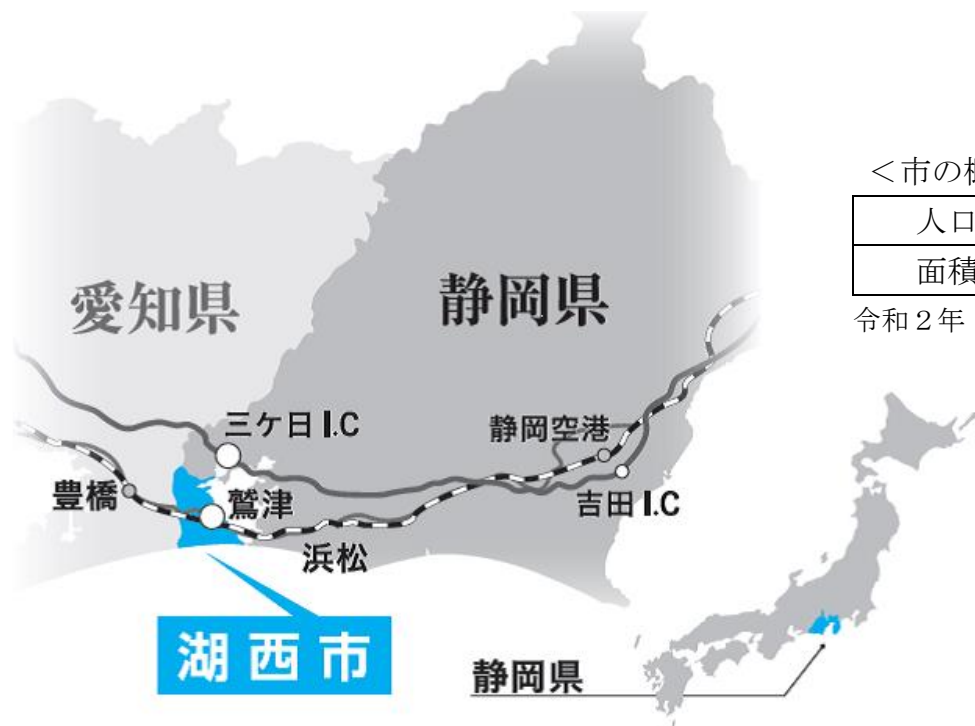 ＜市の
人口
面積
令和２年
愛知県
静岡県
三ケ日 I.C
静岡空港
豊橋
鷲津
吉田 I.C
浜松
湖西市
静岡県